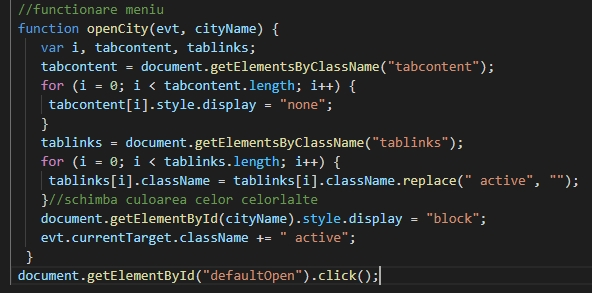 //functionare meniu
function openCity(evt, cityName) {
var i, tabcontent, tablinks;
tabcontent = document.getElementsByClassName("tabcontent");
for (i = 0; i < tabcontent.length; i++) {
tabcontent[i].style.display = "none";
}
tablinks = document.getElementsByClassName("tablinks");
for (i = 0; i < tablinks.length; i++) {
tablinks[i].className = tablinks[i].className.replace(" active", "");
}//schimba culoarea celor celorlalte
document.getElementById(cityName).style.display = "block";
evt.currentTarget.className += " active";
}
document.getElementById("defaultOpen").click();